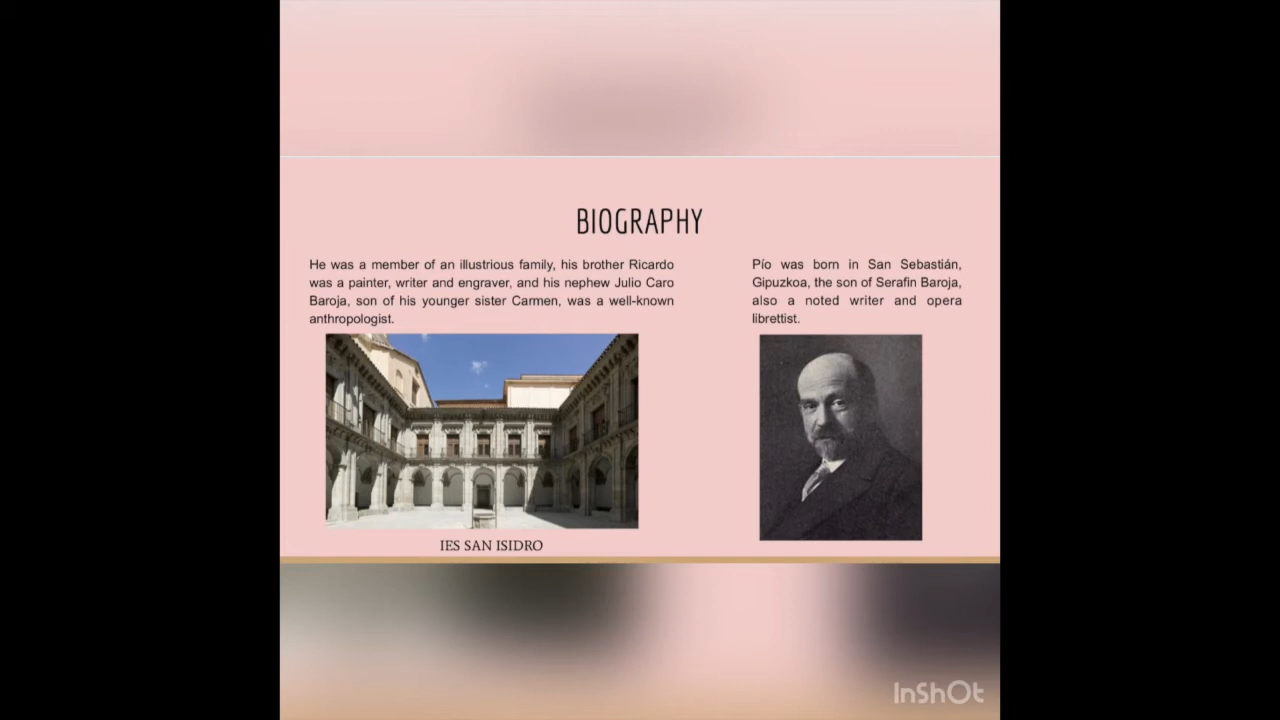 BIOGRAPHY
He was a member of an illustrious family, his brother Ricardo
was a painter, writer and engraver, and his nephew Julio Caro
Baroja, son of his younger sister Carmen, was a well-known
anthropologist.
IES SAN ISIDRO
Pío was born in San Sebastián,
Gipuzkoa, the son of Serafin Baroja,
also a noted writer and opera
librettist.
InShOt